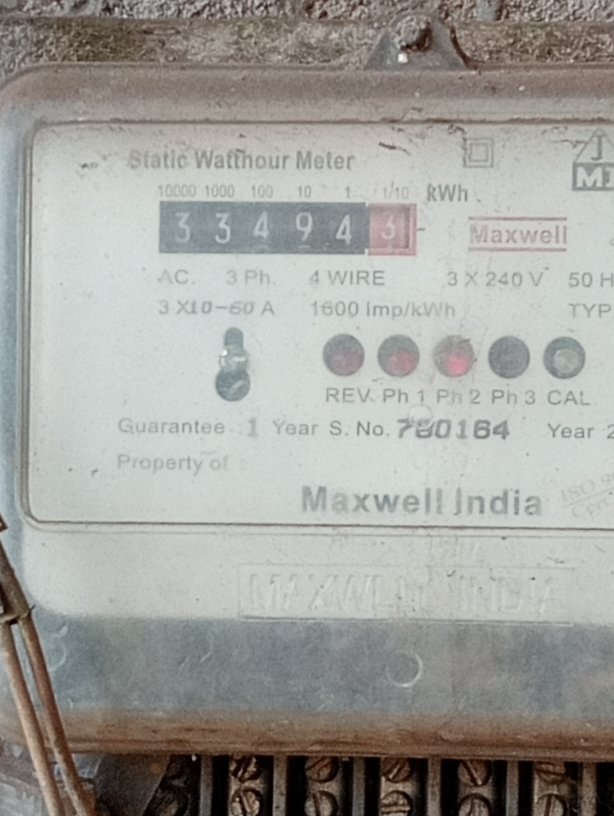 Static Watthour Meter
10000 1000 100 10 1 1/10 kWh
3 3 4 9 4 3
Maxwell
AC. 3 Ph. 4 WIRE 3 X 240 V 50 H
3 X10-60 A 1600 Imp/kWh TYP
REV. Ph 1 Ph 2 Ph 3 CAL
Guarantee 1 Year S. No. 780164 Year 2
Property of
Maxwell India